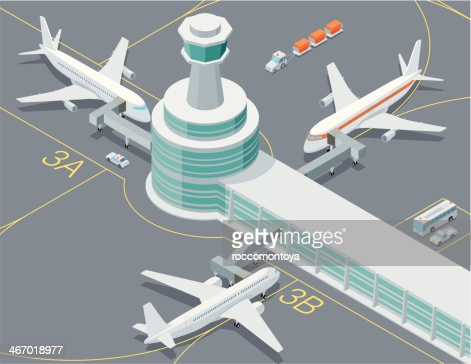 3A
gettyimages®
roccomontoya
3B
467018977